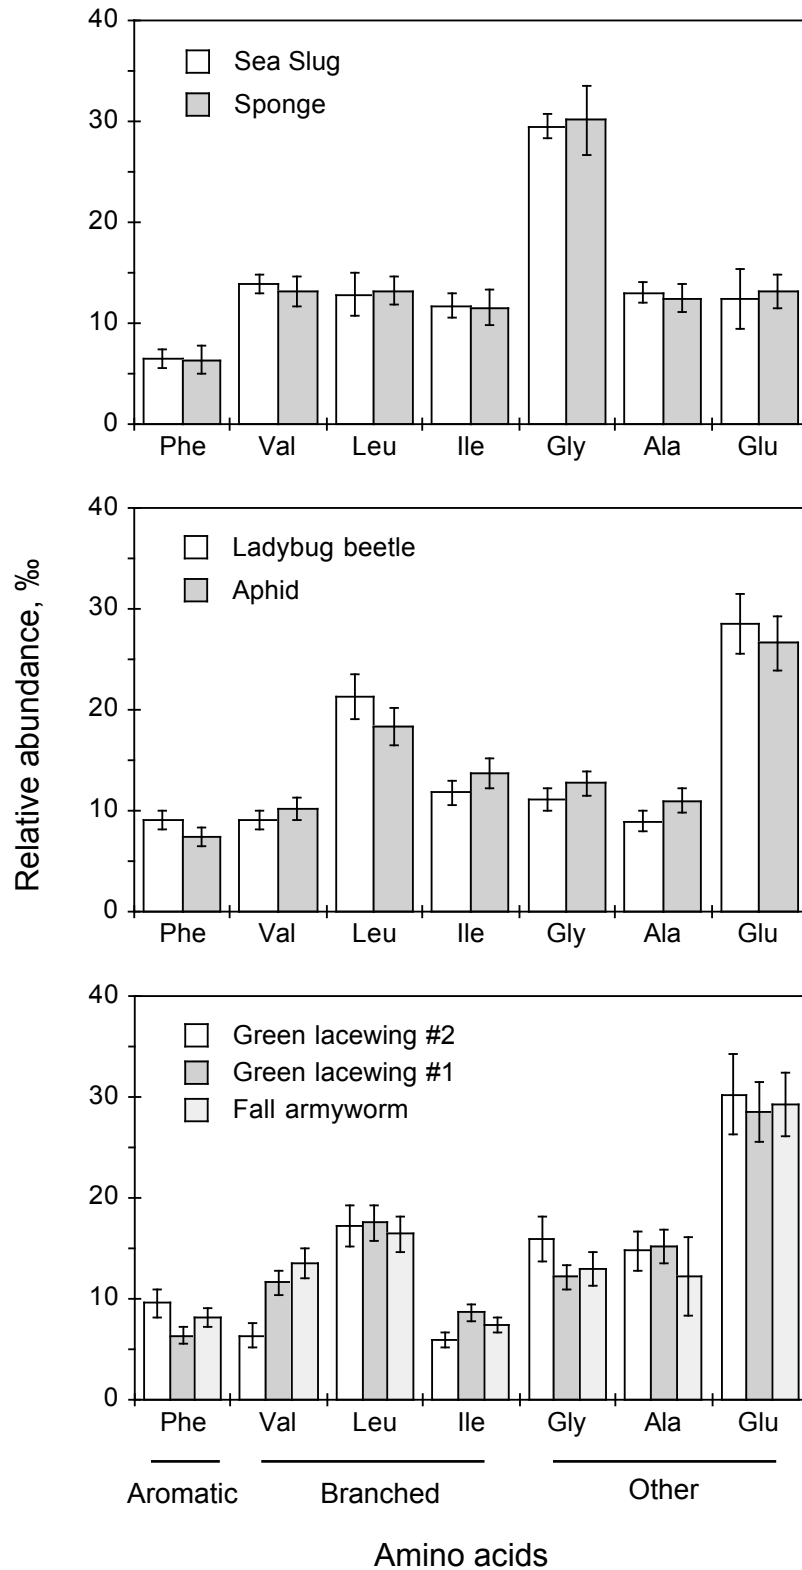 40
30
20
10
0
Sea Slug
Sponge
Phe Val Leu Ile Gly Ala Glu
Relative abundance, ‰
40
30
20
10
0
Ladybug beetle
Aphid
Phe Val Leu Ile Gly Ala Glu
40
30
20
10
0
Green lacewing #2
Green lacewing #1
Fall armyworm
Phe Val Leu Ile Gly Ala Glu
Aromatic Branched Other
Amino acids